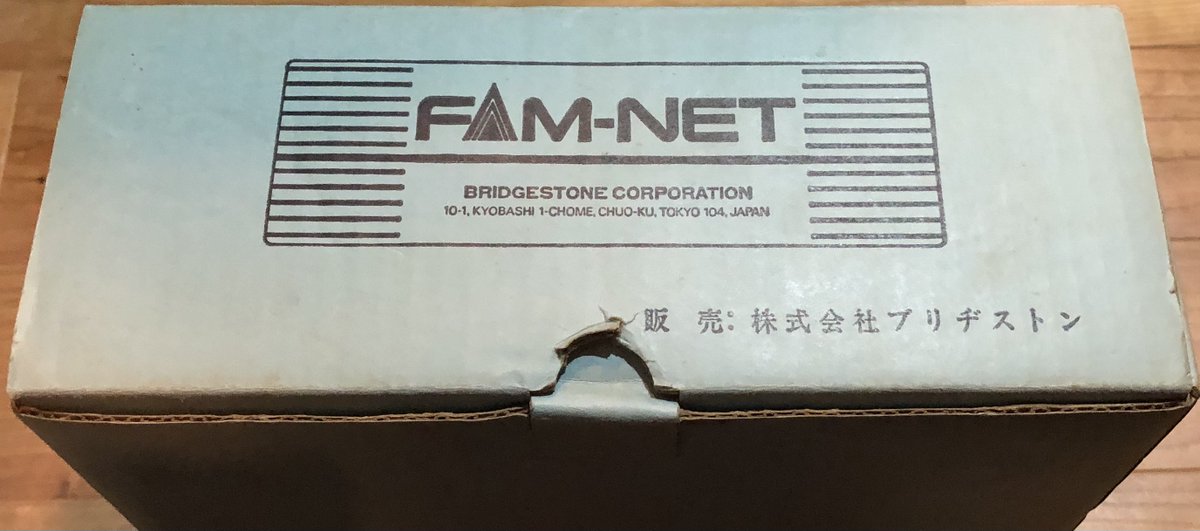 FAM-NET
BRIDGESTONE CORPORATION
10-1, KYOBASHI 1-CHOME, CHUO-KU, TOKYO 104, JAPAN
販 売: 株式会社ブリヂストン